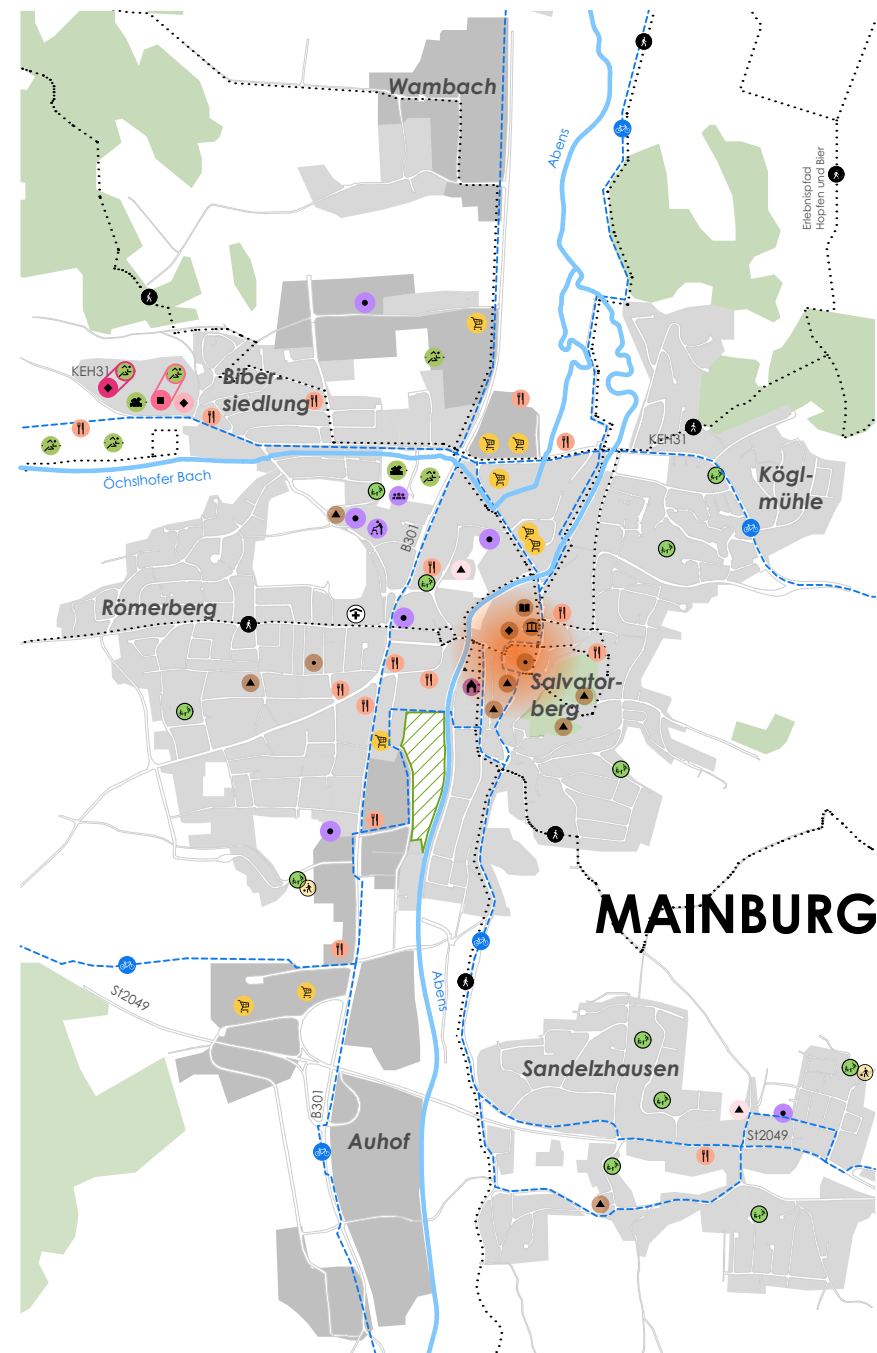 Wambach
Abens
Erlebnispfad
Hopfen und Bier
KEH31
Biber-
siedlung
KEH31
Kögl-
mühle
Öchslhofer Bach
B301
Römerberg
Salvator-
berg
MAINBURG
St2049
Abens
Sandelzhausen
B301
Auhof
St2049